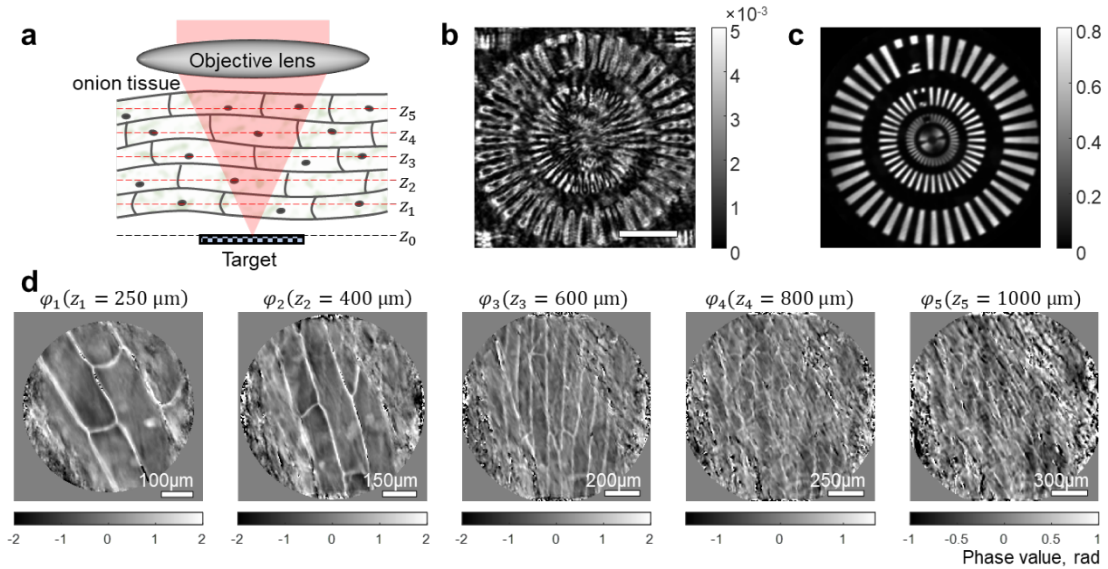 a
Objective lens
onion tissue
z5
z4
z3
z2
z1
z0
Target
b
×10-3
5
4
3
2
1
0
c
0.8
0.6
0.4
0.2
0
d
φ1(z1 = 250 μm)
φ2(z2 = 400 μm)
φ3(z3 = 600 μm)
φ4(z4 = 800 μm)
φ5(z5 = 1000 μm)
100μm
150μm
200μm
250μm
300μm
-2 -1 0 1 2
-2 -1 0 1 2
-2 -1 0 1 2
-1 0 1
-1 -0.5 0 0.5 1
Phase value, rad